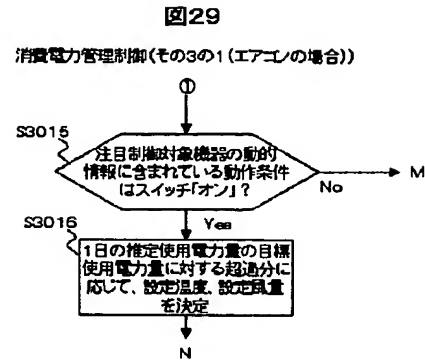 図29
消費電力管理制御(その3の1(エアコンの場合))
①
S3015
注目制御対象機器の動的
情報に含まれている動作条件
はスイッチ「オン」?
No
M
Yes
S3016
1日の推定使用電力量の目標
使用電力量に対する超過分に
応じて、設定温度、設定風量
を決定
N